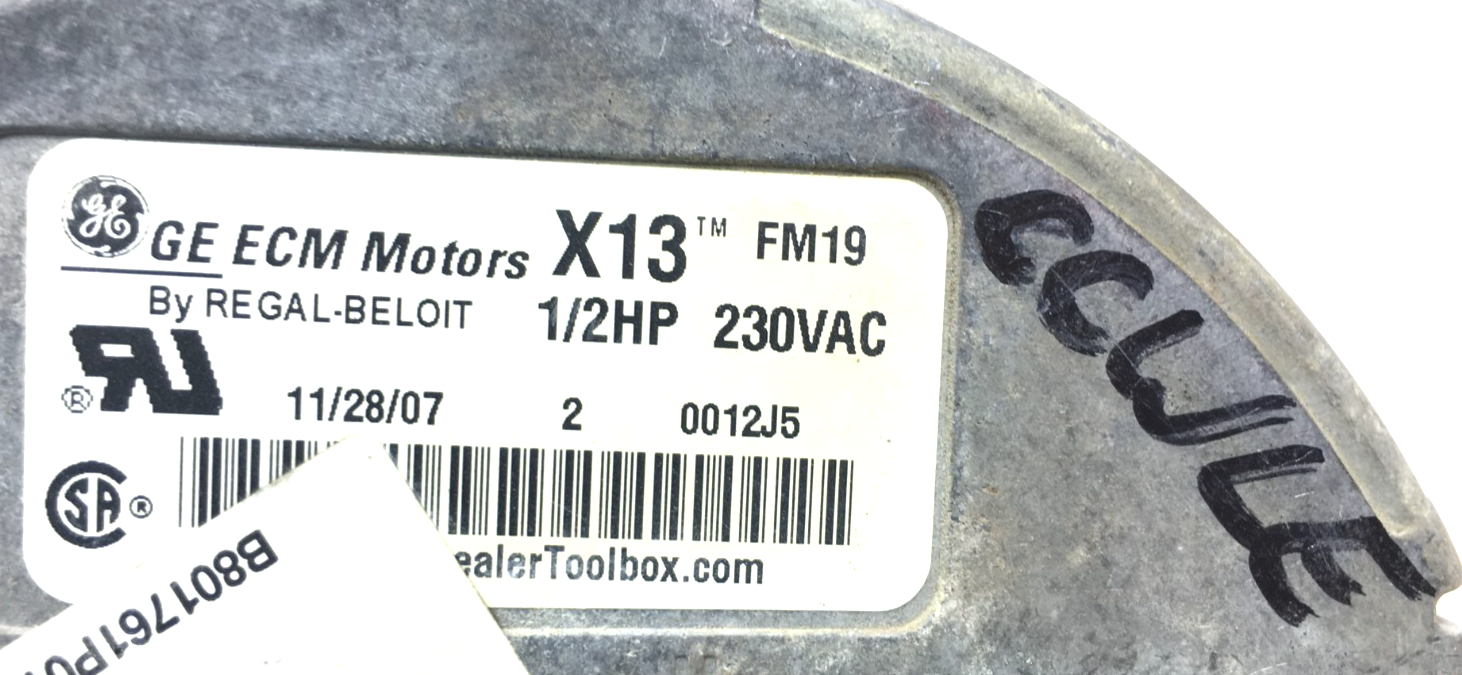 GE GE ECM Motors X13™ FM19
By REGAL-BELOIT 1/2HP 230VAC
11/28/07 2 0012J5
SA ®
ealerToolbox.com
B801761P0
CCWLE